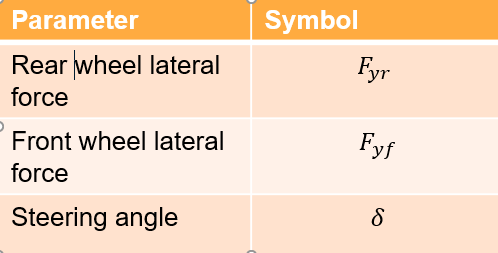 Parameter Symbol
Rear wheel lateral force F_yr
Front wheel lateral force F_yf
Steering angle δ